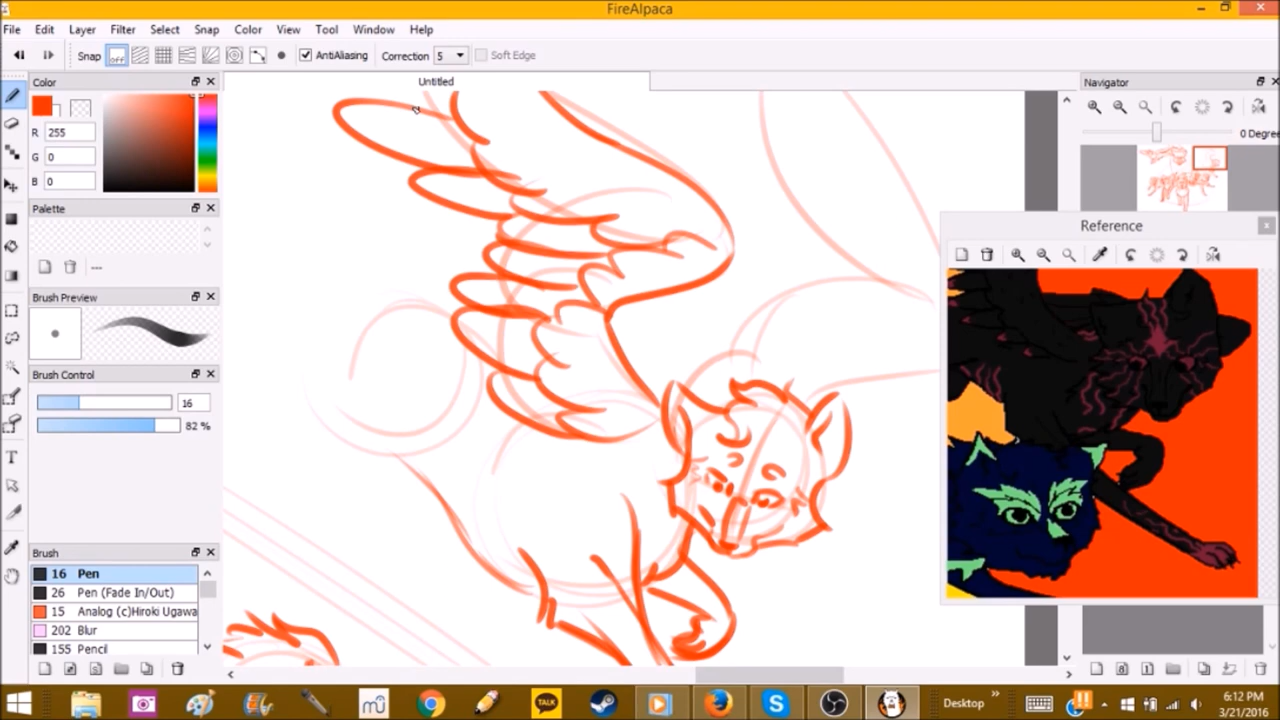 FireAlpaca
File Edit Layer Filter Select Snap Color View Tool Window Help
Snap off AntiAliasing Correction 5 Soft Edge
Color
Untitled
Navigator
R 255
G 0
B 0
0 Degree
Palette
---
Reference
Brush Preview
Brush Control
16
82 %
Brush
16 Pen
26 Pen (Fade In/Out)
15 Analog (c)Hiroki Ugawa
202 Blur
155 Pencil
TALK
Desktop
6:12 PM
3/21/2016